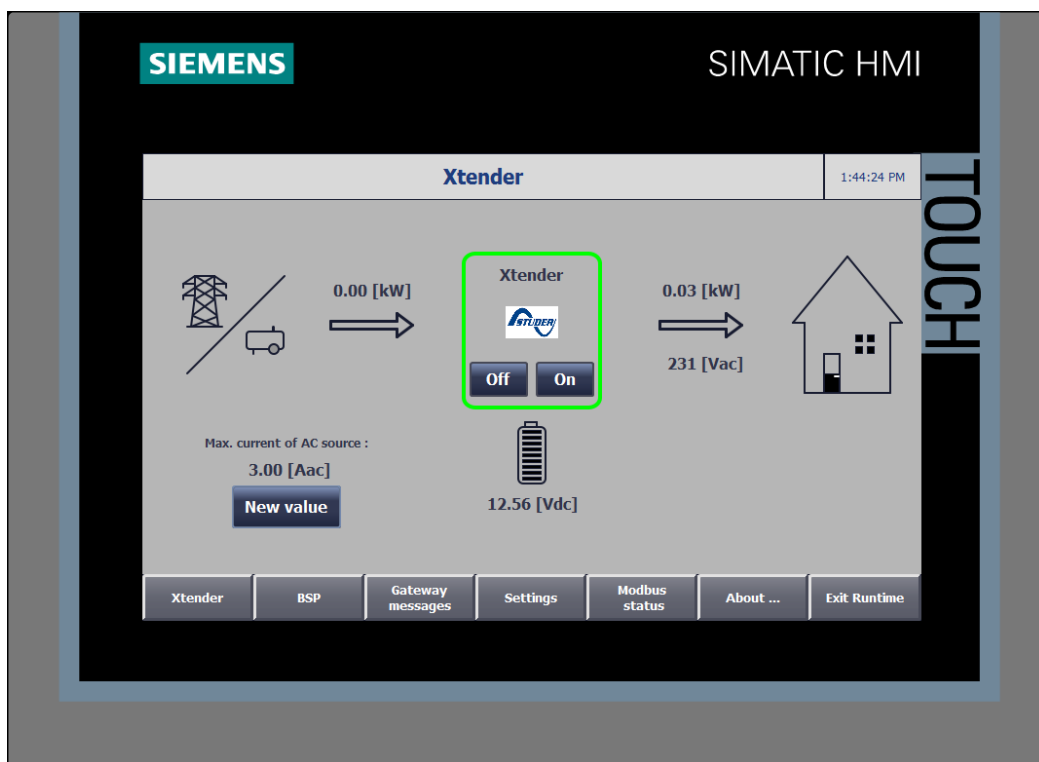 SIEMENS
SIMATIC HMI
TOUCH
Xtender
1:44:24 PM
Xtender
STUDER
Off
On
0.00 [kW]
0.03 [kW]
231 [Vac]
Max. current of AC source :
3.00 [Aac]
New value
12.56 [Vdc]
Xtender
BSP
Gateway
messages
Settings
Modbus
status
About ...
Exit Runtime